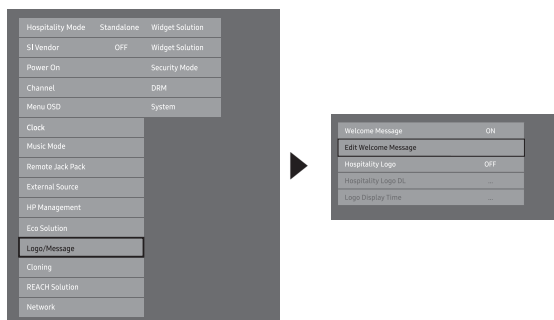 Hospitality Mode Standalone Widget Solution
SI Vendor OFF Widget Solution
Power On Security Mode
Channel DRM
Menu OSD System
Clock
Music Mode
Remote Jack Pack
External Source
HP Management
Eco Solution
Logo/Message
Cloning
REACH Solution
Network
Welcome Message ON
Edit Welcome Message
Hospitality Logo OFF
Hospitality Logo DL ...
Logo Display Time ...